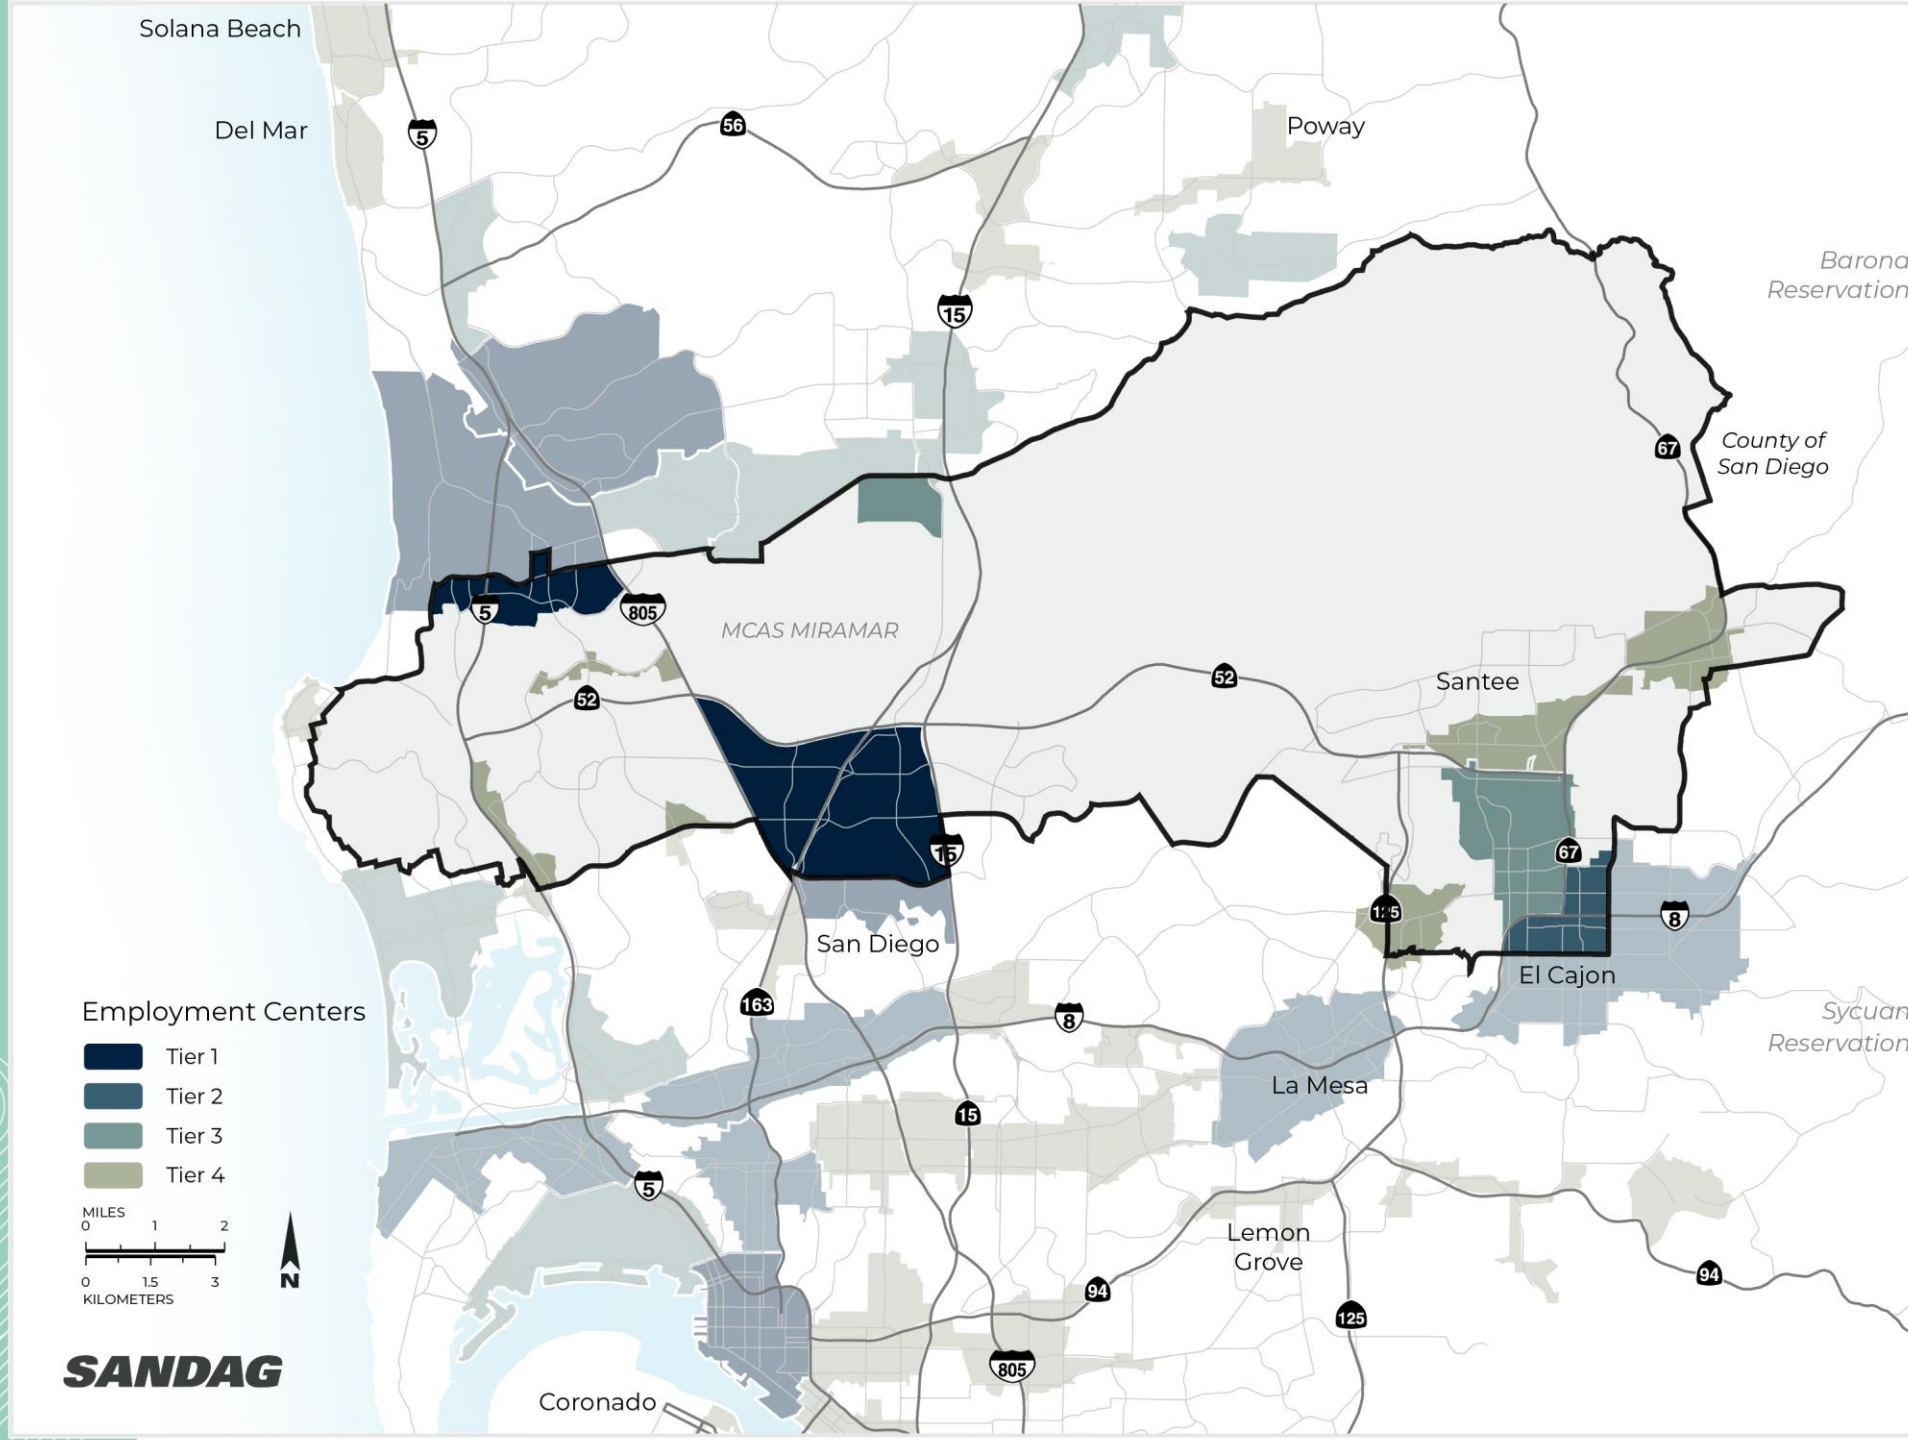 Solana Beach
Del Mar
5
56
Poway
Barona
Reservation
15
67
County of
San Diego
5
805
MCAS MIRAMAR
52
52
Santee
15
67
125
8
San Diego
El Cajon
163
8
Sycuan
Reservation
La Mesa
15
5
Lemon
Grove
94
94
125
805
Coronado
Employment Centers
Tier 1
Tier 2
Tier 3
Tier 4
MILES
0 1 2
0 1.5 3
KILOMETERS
N
SANDAG